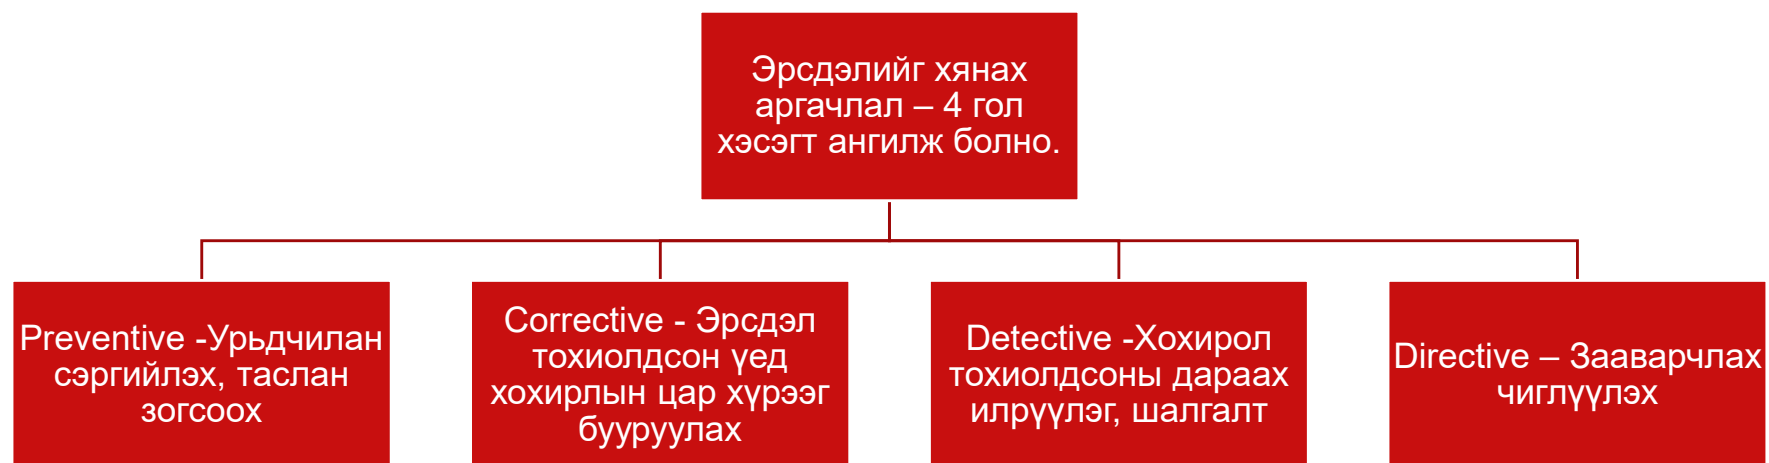 Эрсдэлийг хянах
аргачлал – 4 гол
хэсэгт ангилж болно.
Preventive -Урьдчилан
сэргийлэх, таслан
зогсоох
Corrective - Эрсдэл
тохиолдсон үед
хохирлын цар хүрээг
бууруулах
Detective -Хохирол
тохиолдсоны дараах
илрүүлэг, шалгалт
Directive – Зааварчлах
чиглүүлэх